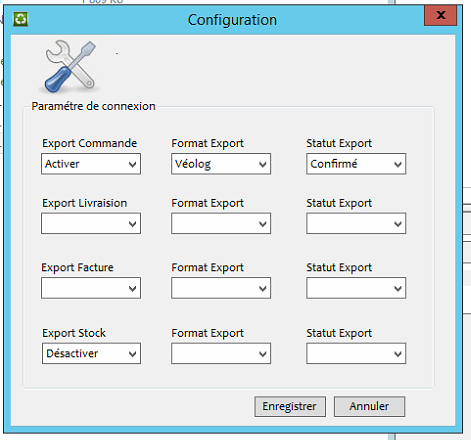 Configuration
x
Paramétre de connexion
Export Commande Format Export Statut Export
Activer Véolog Confirmé
Export Livraision Format Export Statut Export
Export Facture Format Export Statut Export
Export Stock Format Export Statut Export
Désactiver
Enregistrer Annuler